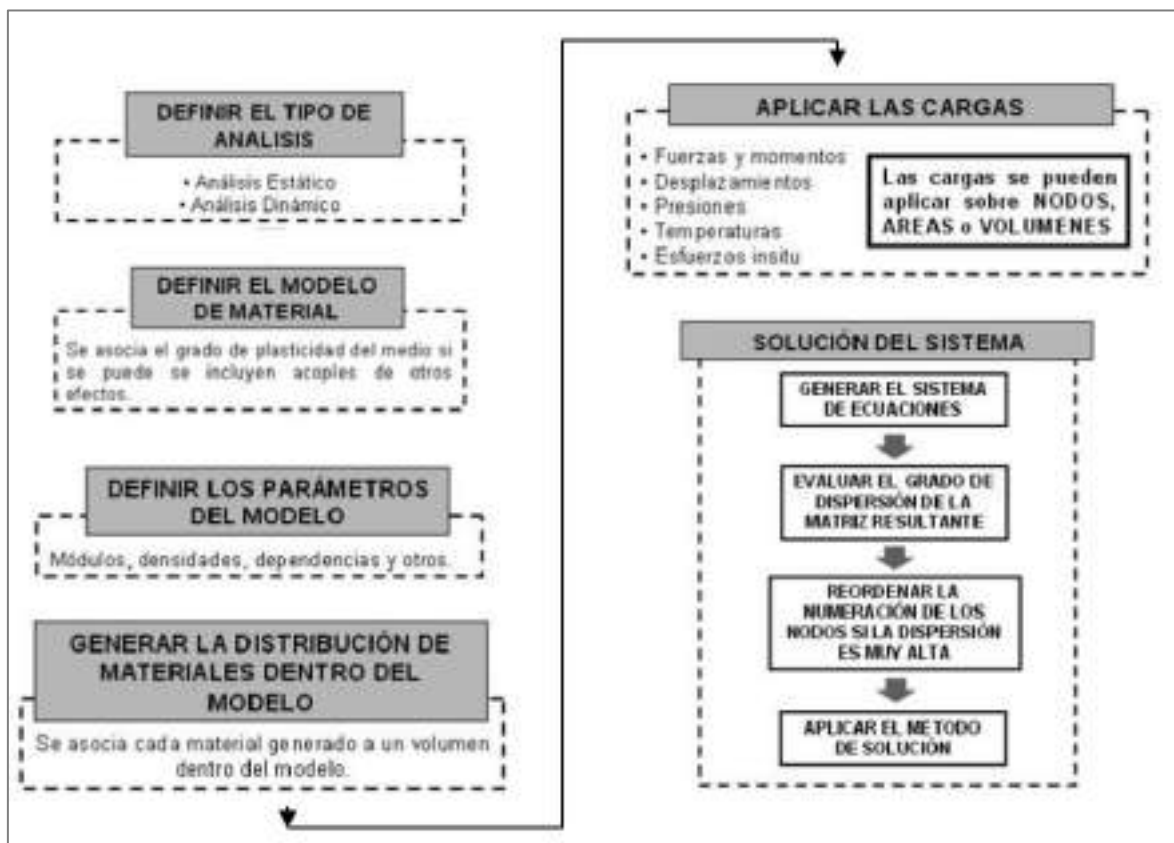 DEFINIR EL TIPO DE
ANALISIS
• Análisis Estático
• Análisis Dinámico
DEFINIR EL MODELO
DE MATERIAL
Se asocia el grado de plasticidad del medio si
se puede se incluyen acoples de otros
efectos.
DEFINIR LOS PARÁMETROS
DEL MODELO
Módulos, densidades, dependencias y otros.
GENERAR LA DISTRIBUCIÓN DE
MATERIALES DENTRO DEL
MODELO
Se asocia cada material generado a un volumen
dentro del modelo.
APLICAR LAS CARGAS
• Fuerzas y momentos
• Desplazamientos
• Presiones
• Temperaturas
• Esfuerzos insitu
Las cargas se pueden
aplicar sobre NODOS,
AREAS o VOLUMENES
SOLUCIÓN DEL SISTEMA
GENERAR EL SISTEMA
DE ECUACIONES
EVALUAR EL GRADO DE
DISPERSIÓN DE LA
MATRIZ RESULTANTE
REORDENAR LA
NUMERACIÓN DE LOS
NODOS SI LA DISPERSIÓN
ES MUY ALTA
APLICAR EL METODO
DE SOLUCIÓN